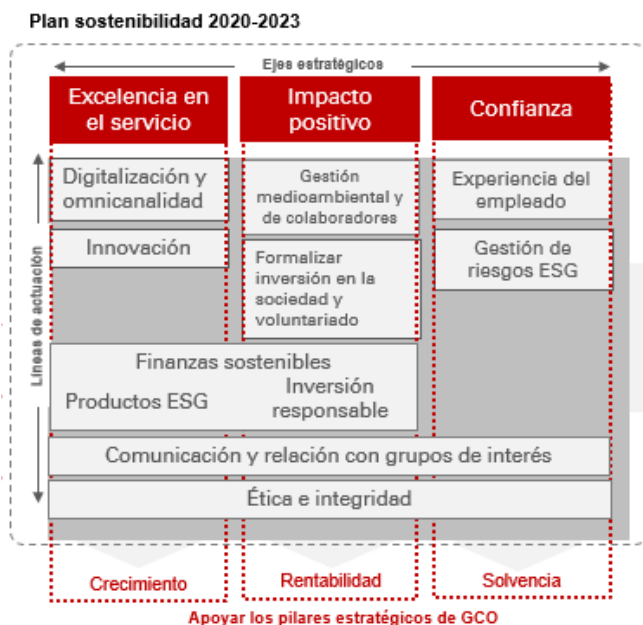 Plan sostenibilidad 2020-2023
Ejes estratégicos
Excelencia en
el servicio
Impacto
positivo
Confianza
Líneas de actuación
Digitalización y
omnicanalidad
Gestión
medioambiental y
de colaboradores
Experiencia del
empleado
Innovación
Formalizar
inversión en la
sociedad y
voluntariado
Gestión de
riesgos ESG
Finanzas sostenibles
Productos ESG
Inversión
responsable
Comunicación y relación con grupos de interés
Ética e integridad
Crecimiento
Rentabilidad
Solvencia
Apoyar los pilares estratégicos de GCO